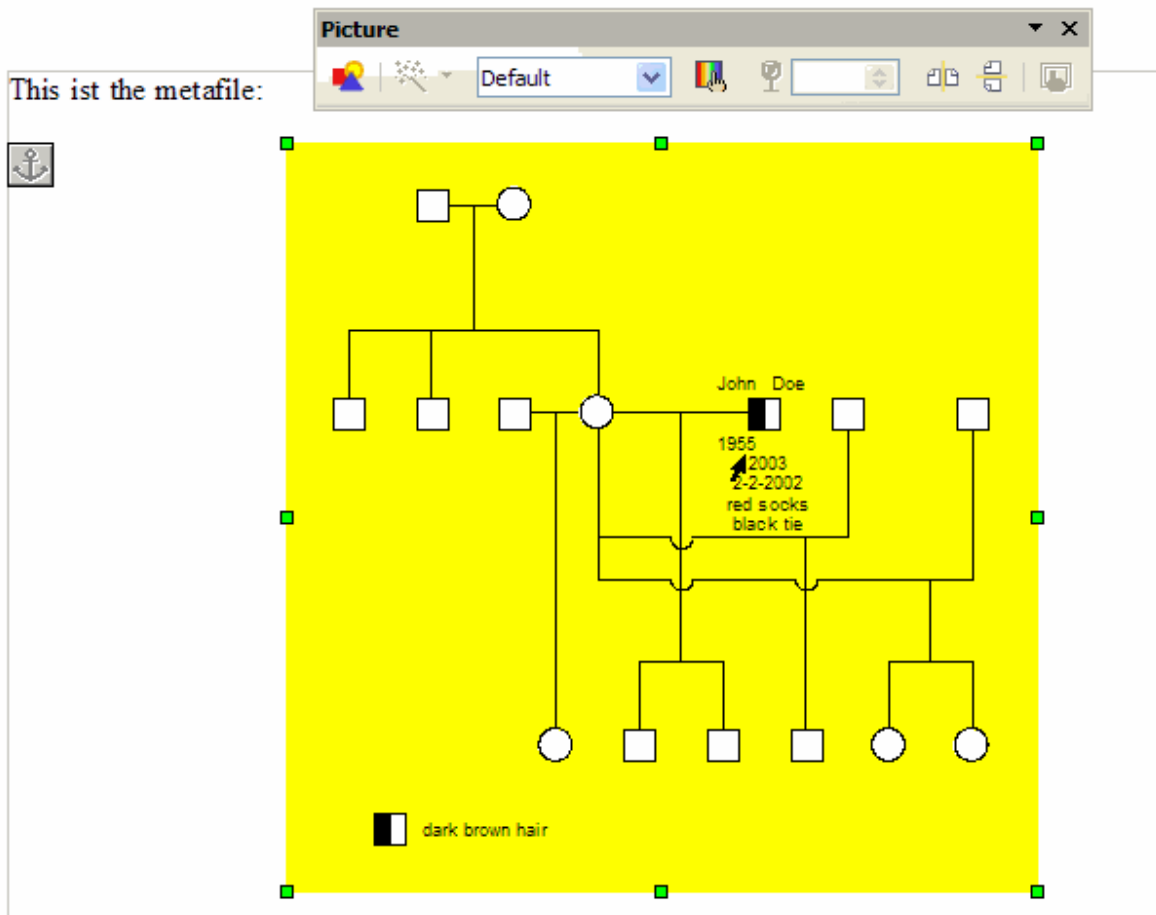 Picture
Default
This ist the metafile:
John Doe
1955
2003
2-2-2002
red socks
black tie
dark brown hair